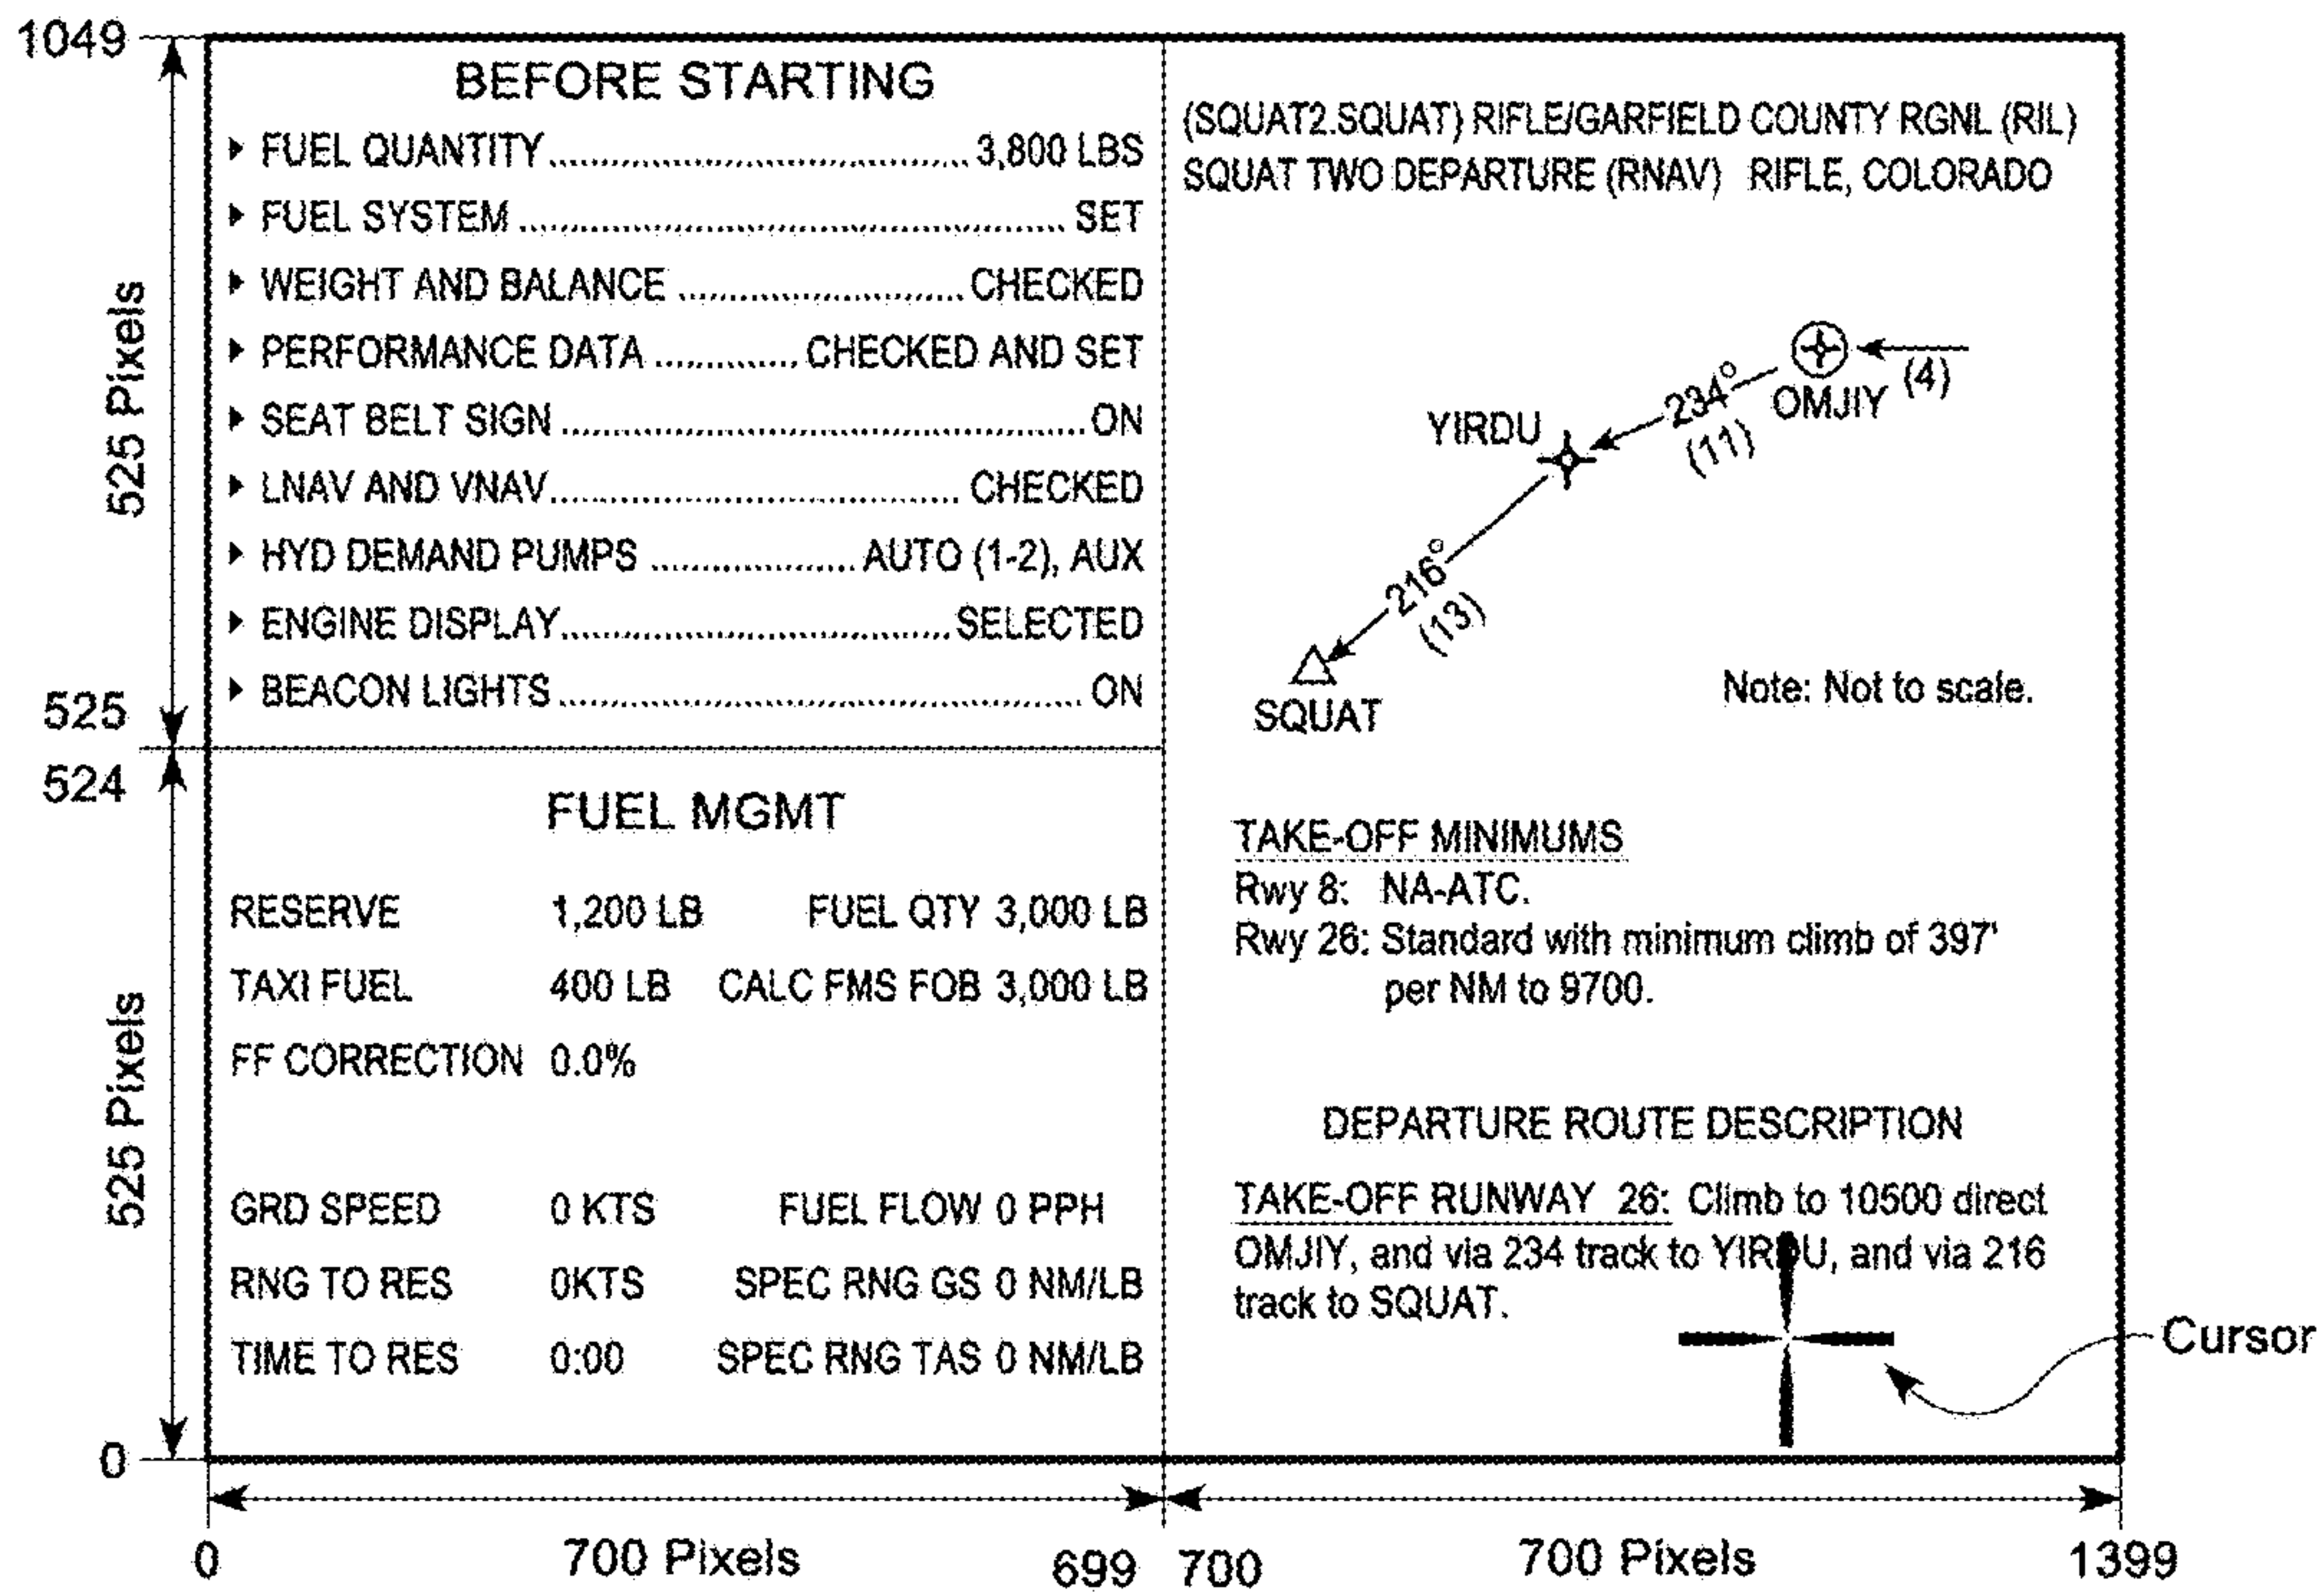 1049
BEFORE STARTING
▸ FUEL QUANTITY.................................3,800 LBS
▸ FUEL SYSTEM ........................................... SET
▸ WEIGHT AND BALANCE .......................CHECKED
▸ PERFORMANCE DATA ............ CHECKED AND SET
▸ SEAT BELT SIGN .........................................ON
▸ LNAV AND VNAV................................ CHECKED
▸ HYD DEMAND PUMPS ................ AUTO (1-2), AUX
▸ ENGINE DISPLAY..............................SELECTED
▸ BEACON LIGHTS ......................................... ON
525 Pixels
525
524
FUEL MGMT
RESERVE 1,200 LB FUEL QTY 3,000 LB
TAXI FUEL 400 LB CALC FMS FOB 3,000 LB
FF CORRECTION 0.0%
GRD SPEED 0 KTS FUEL FLOW 0 PPH
RNG TO RES 0KTS SPEC RNG GS 0 NM/LB
TIME TO RES 0:00 SPEC RNG TAS 0 NM/LB
525 Pixels
0
(SQUAT2.SQUAT) RIFLE/GARFIELD COUNTY RGNL (RIL)
SQUAT TWO DEPARTURE (RNAV) RIFLE, COLORADO
(4)
OMJIY
234°
(11)
YIRDU
216°
(13)
SQUAT
Note: Not to scale.
TAKE-OFF MINIMUMS
Rwy 8: NA-ATC.
Rwy 26: Standard with minimum climb of 397'
per NM to 9700.
DEPARTURE ROUTE DESCRIPTION
TAKE-OFF RUNWAY 26: Climb to 10500 direct
OMJIY, and via 234 track to YIRDU, and via 216
track to SQUAT.
Cursor
0 700 Pixels 699 700 700 Pixels 1399